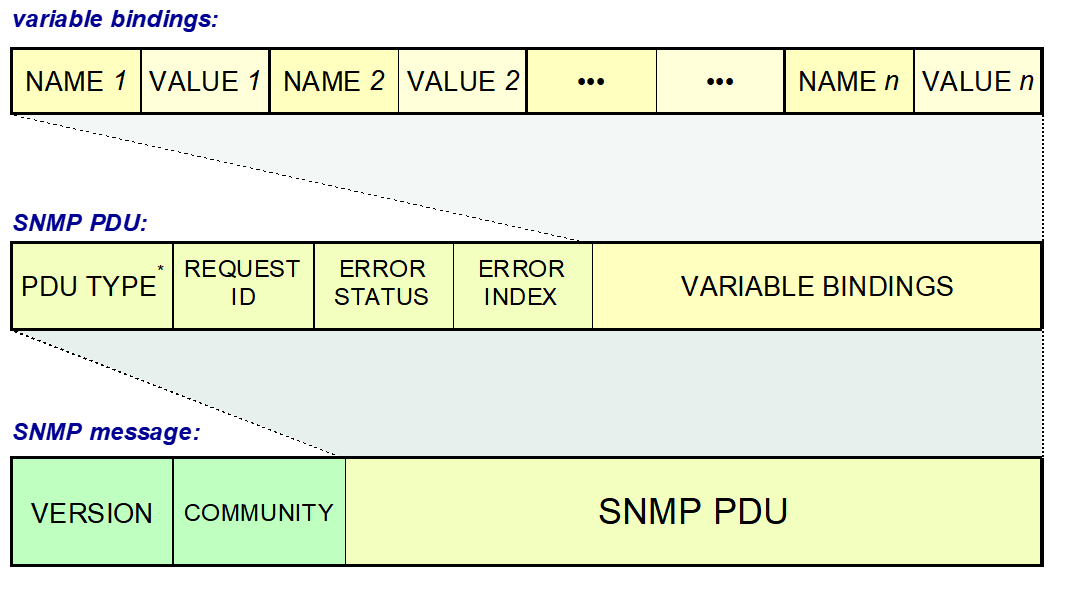 variable bindings:
NAME 1 VALUE 1 NAME 2 VALUE 2 ••• ••• NAME n VALUE n
SNMP PDU:
PDU TYPE* REQUEST ID ERROR STATUS ERROR INDEX VARIABLE BINDINGS
SNMP message:
VERSION COMMUNITY SNMP PDU